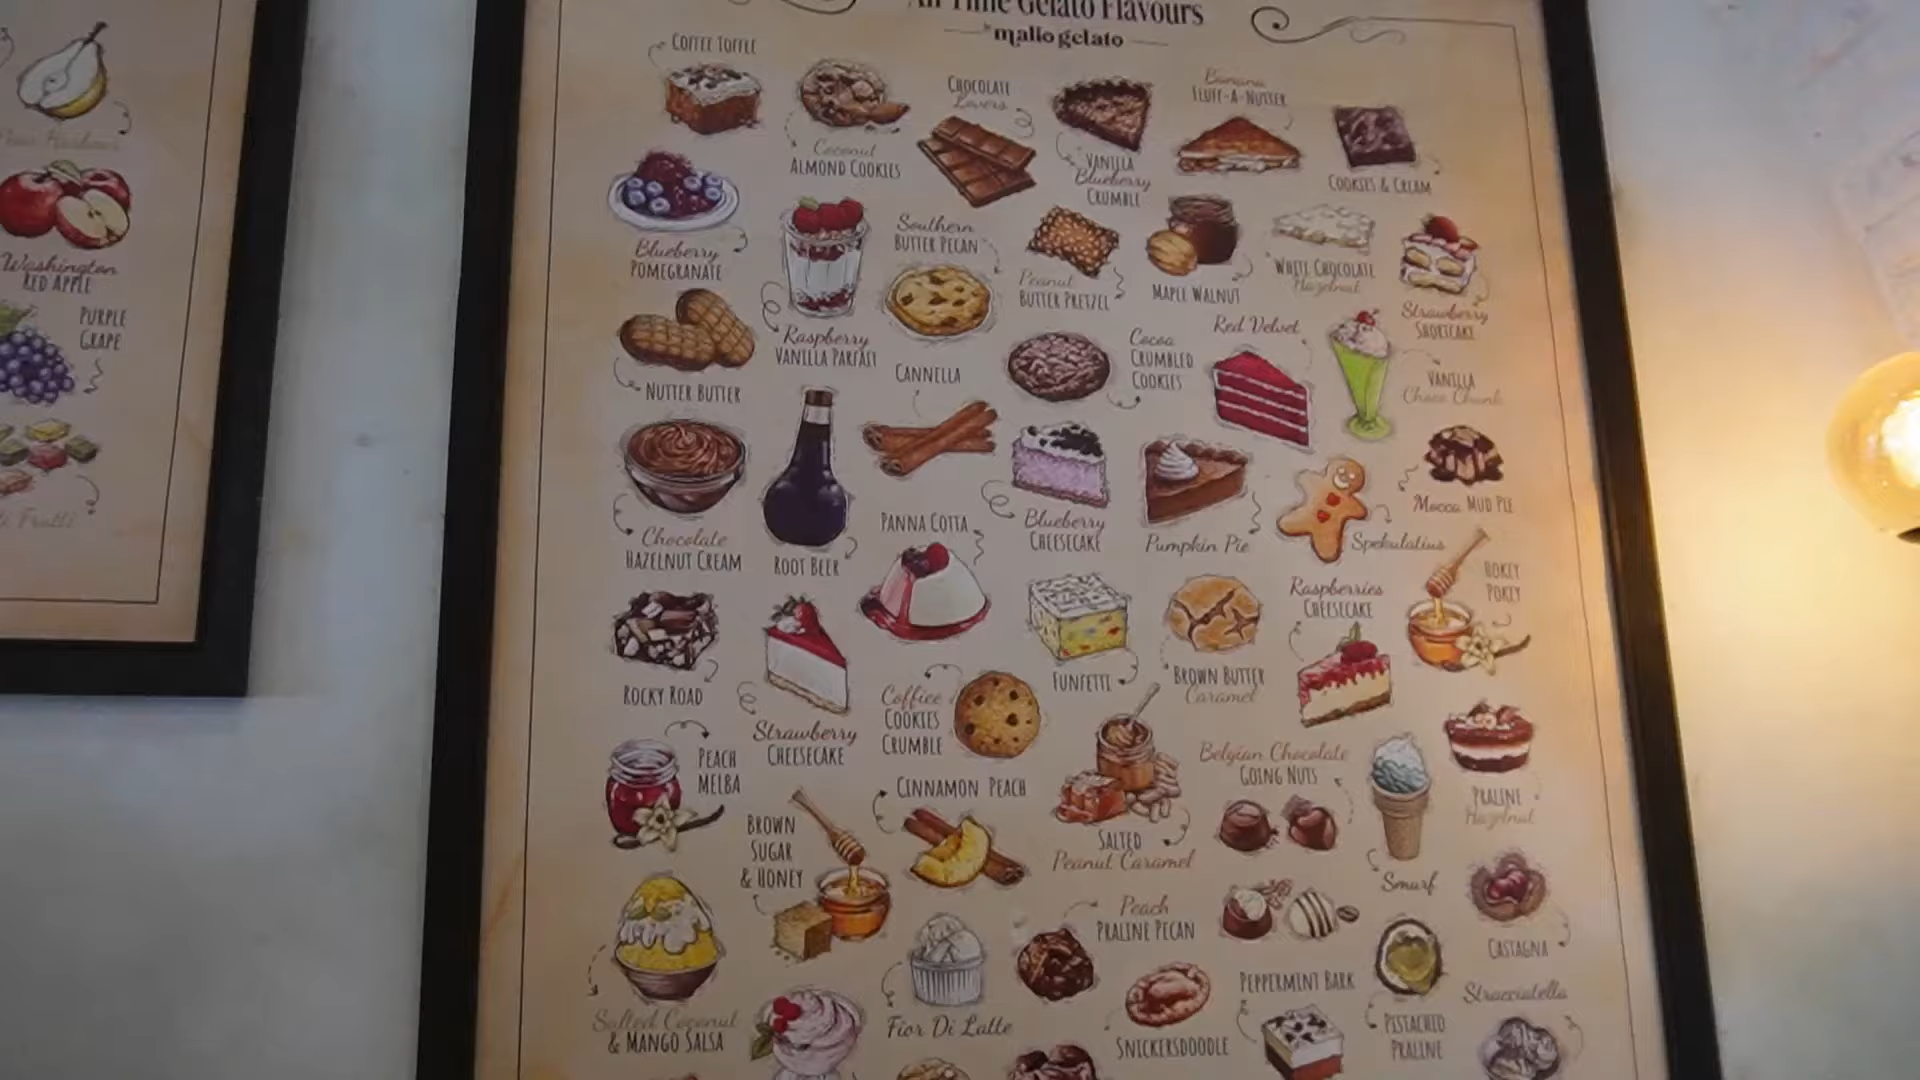 WASHINGTON
RED APPLE
PURPLE
GRAPE
Gelato Flavours
malio gelato
COFFEE TOFFEE
Coconut
ALMOND COOKIES
CHOCOLATE
Lovers
VANILLA
Blueberry
CRUMBLE
Banana
FLUFF-A-NUTTER
COOKIES & CREAM
Blueberry
POMEGRANATE
Raspberry
VANILLA PARFAIT
Southern
BUTTER PECAN
Peanut
BUTTER PRETZEL
MAPLE WALNUT
WHITE CHOCOLATE
Hazelnut
Strawberry
SHORTCAKE
NUTTER BUTTER
CANNELLA
Cocoa
CRUMBLED
COOKIES
Red Velvet
VANILLA
Choco Chunk
Chocolate
HAZELNUT CREAM
ROOT BEER
PANNA COTTA
Blueberry
CHEESECAKE
Pumpkin Pie
Spekulatius
Mocca MUD PIE
ROCKY ROAD
Strawberry
CHEESECAKE
Coffiee
COOKIES
CRUMBLE
FUNFETTI
BROWN BUTTER
Caramel
Raspberries
CHEESECAKE
HOKEY
POKEY
PEACH
MELBA
BROWN
SUGAR
& HONEY
CINNAMON PEACH
SALTED
Peanut Caramel
Belgian Chocolate
GOING NUTS
Smurf
PRALINE
Hazelnut
Salted Coconut
& MANGO SALSA
Fior Di Latte
Peach
PRALINE PECAN
SNICKERSDOODLE
PEPPERMINT BARK
PISTACHIO
PRALINE
CASTAGNA
Stracciatella